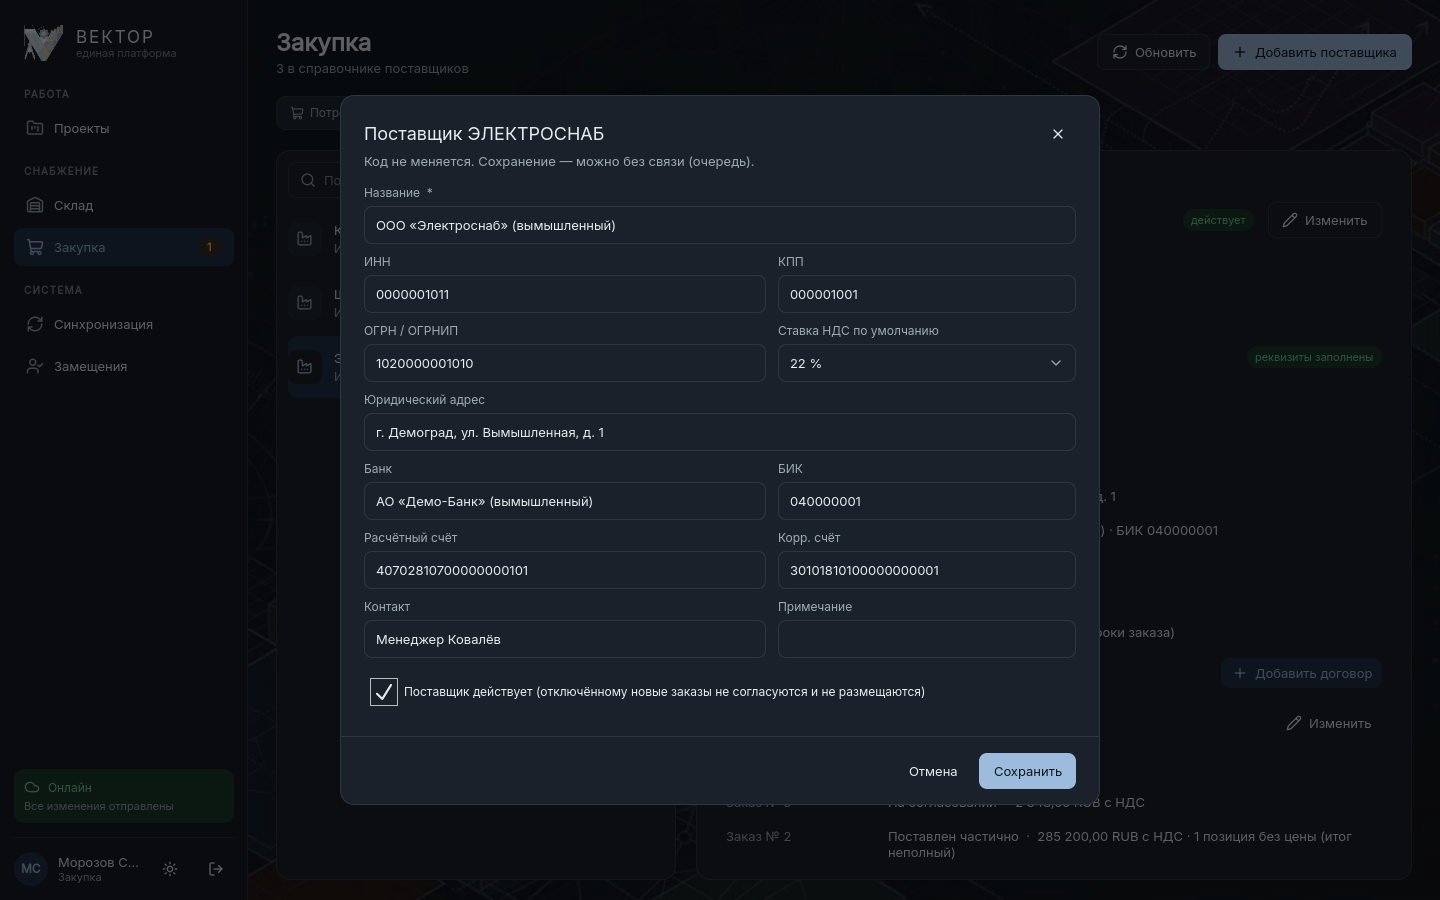 ВЕКТОР
единая платформа
РАБОТА
Проекты
СНАБЖЕНИЕ
Склад
Закупка
1
СИСТЕМА
Синхронизация
Замещения
Онлайн
Все изменения отправлены
МС
Морозов С...
Закупка
Закупка
3 в справочнике поставщиков
Обновить
Добавить поставщика
действует
Изменить
реквизиты заполнены
д. 1
) · БИК 040000001
Добавить договор
Изменить
Поставщик ЭЛЕКТРОСНАБ
Код не меняется. Сохранение — можно без связи (очередь).
Название *
ООО «Электроснаб» (вымышленный)
ИНН
КПП
0000001011
000001001
ОГРН / ОГРНИП
Ставка НДС по умолчанию
1020000001010
22 %
Юридический адрес
г. Демоград, ул. Вымышленная, д. 1
Банк
БИК
АО «Демо-Банк» (вымышленный)
040000001
Расчётный счёт
Корр. счёт
40702810700000000101
30101810100000000001
Контакт
Примечание
Менеджер Ковалёв
Поставщик действует (отключённому новые заказы не согласуются и не размещаются)
Отмена
Сохранить
с НДС
Заказ № 2
Поставлен частично · 285 200,00 RUB с НДС · 1 позиция без цены (итог
неполный)